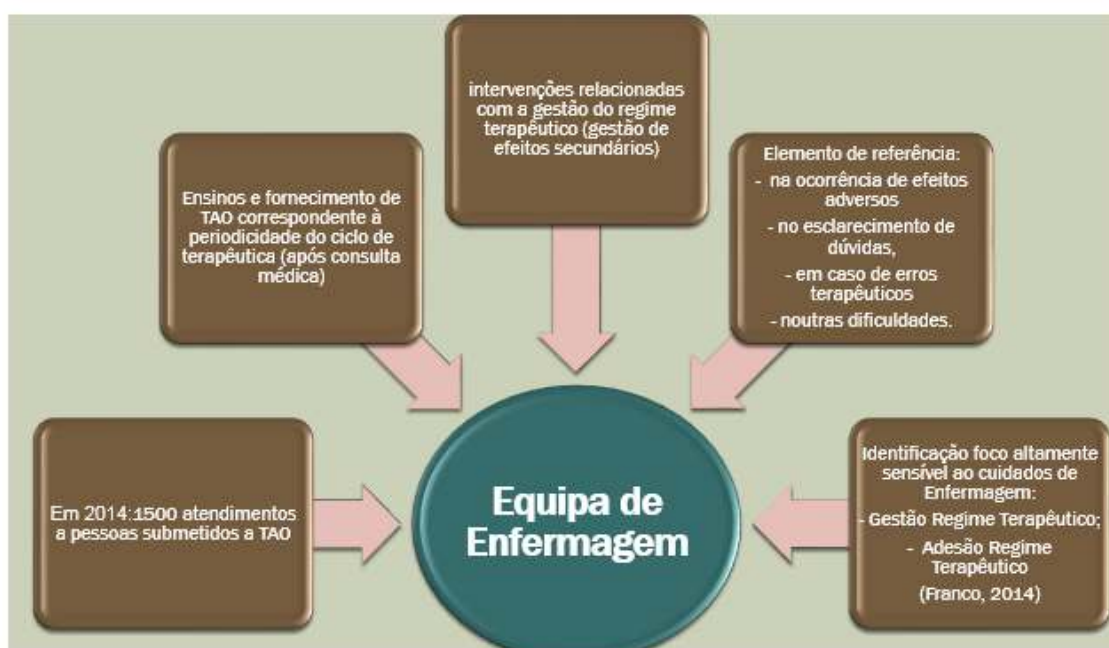 Em 2014:1500 atendimentos
a pessoas submetidos a TAO
Ensinos e fornecimento de
TAO correspondente à
periodicidade do ciclo de
terapêutica (após consulta
médica)
intervenções relacionadas
com a gestão do regime
terapêutico (gestão de
efeitos secundários)
Elemento de referência:
- na ocorrência de efeitos
adversos
- no esclarecimento de
dúvidas,
- em caso de erros
terapêuticos
- noutras dificuldades.
Identificação foco altamente
sensível ao cuidados de
Enfermagem:
- Gestão Regime Terapêutico;
- Adesão Regime
Terapêutico
(Franco, 2014)
Equipa de
Enfermagem